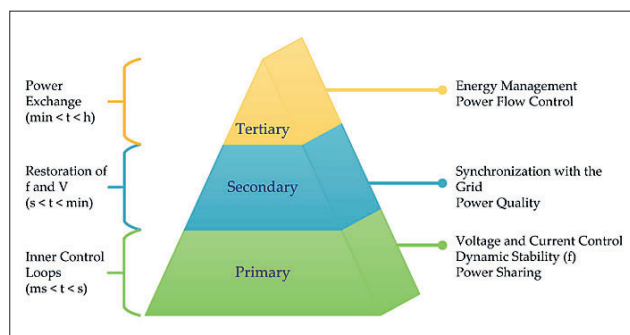 Power
Exchange
(min < t < h)
Tertiary
Energy Management
Power Flow Control
Restoration of
f and V
(s < t < min)
Secondary
Synchronization with the
Grid
Power Quality
Inner Control
Loops
(ms < t < s)
Primary
Voltage and Current Control
Dynamic Stability (f)
Power Sharing